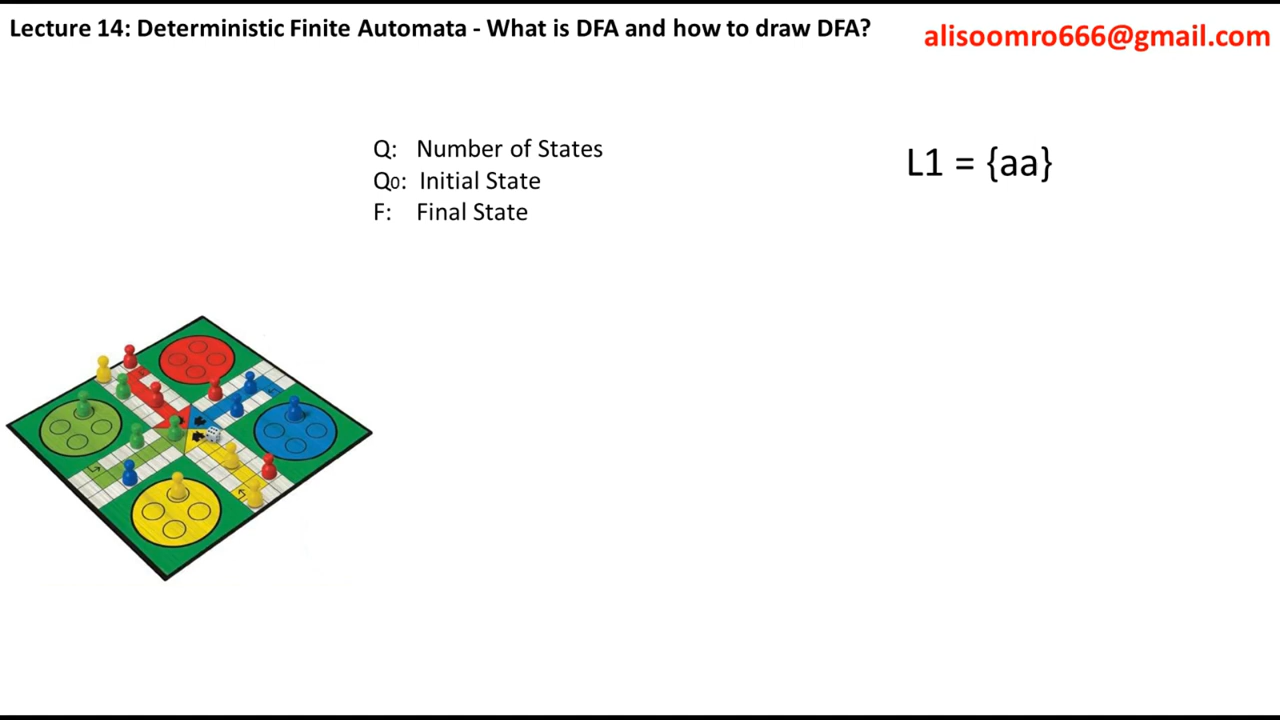 Lecture 14: Deterministic Finite Automata - What is DFA and how to draw DFA?
alisoomro666@gmail.com
Q: Number of States
Q0: Initial State
F: Final State
L1 = {aa}